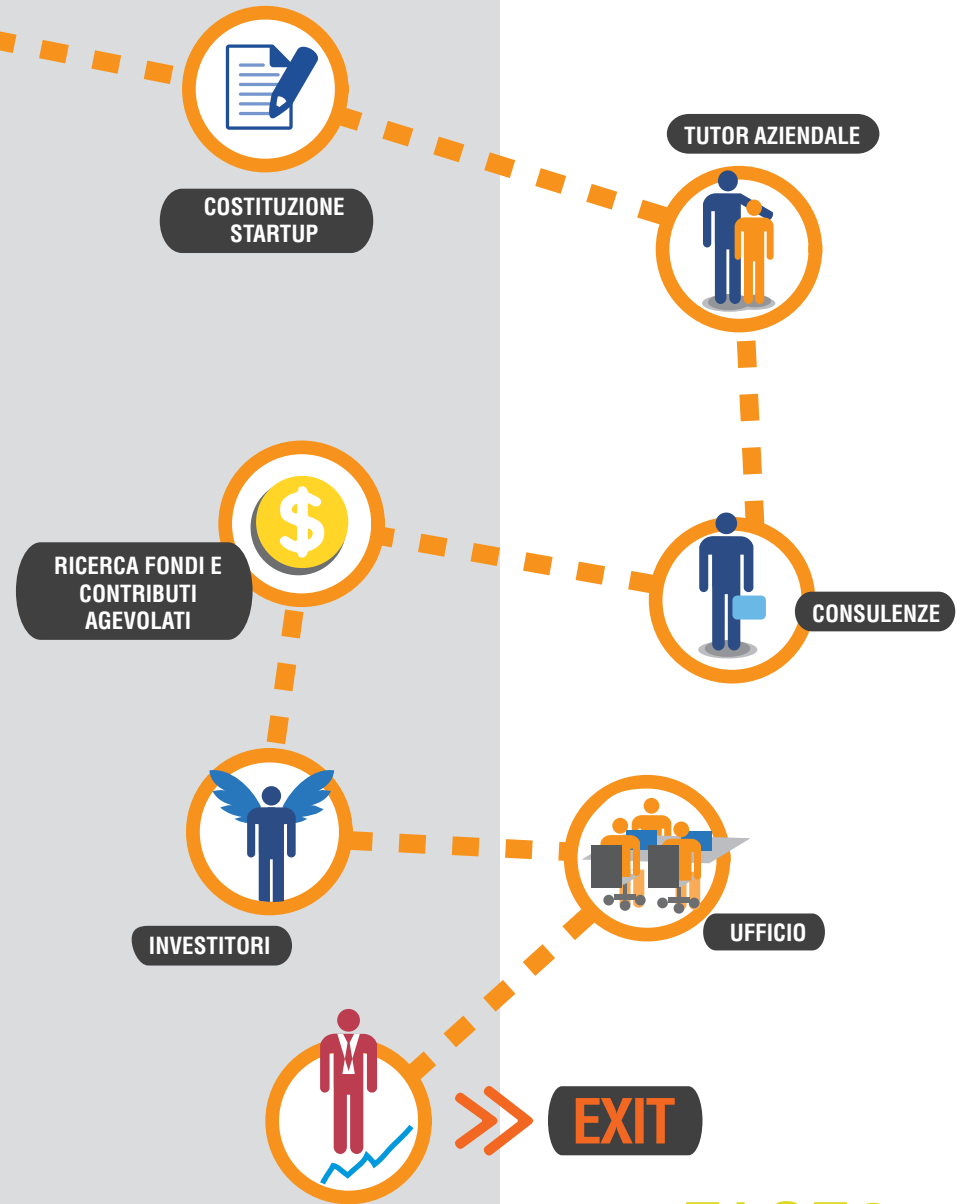 COSTITUZIONE
STARTUP
TUTOR AZIENDALE
RICERCA FONDI E
CONTRIBUTI
AGEVOLATI
$
CONSULENZE
INVESTITORI
UFFICIO
EXIT